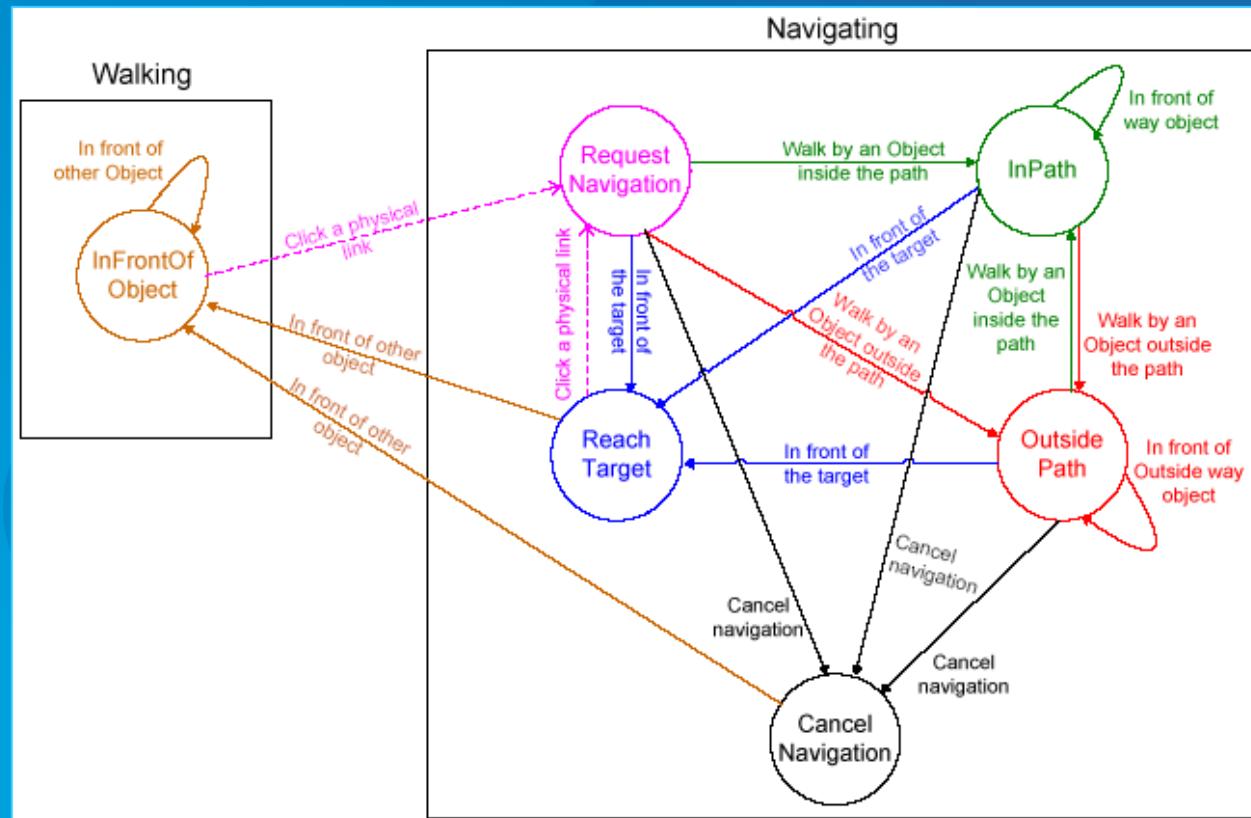 Navigating
Walking
In front of
other Object
InFrontOf
Object
Click a physical
link
Request
Navigation
Walk by an Object
inside the path
InPath
In front of
way object
In front of
the target
In front of
the target
Click a physical link
Walk by an
Object outside
the path
Walk by an
Object
inside the
path
Walk by an
Object outside
the path
In front of other
object
In front of other
object
Reach
Target
In front of
the target
Outside
Path
In front of
Outside way
object
Cancel
navigation
Cancel
navigation
Cancel
navigation
Cancel
Navigation